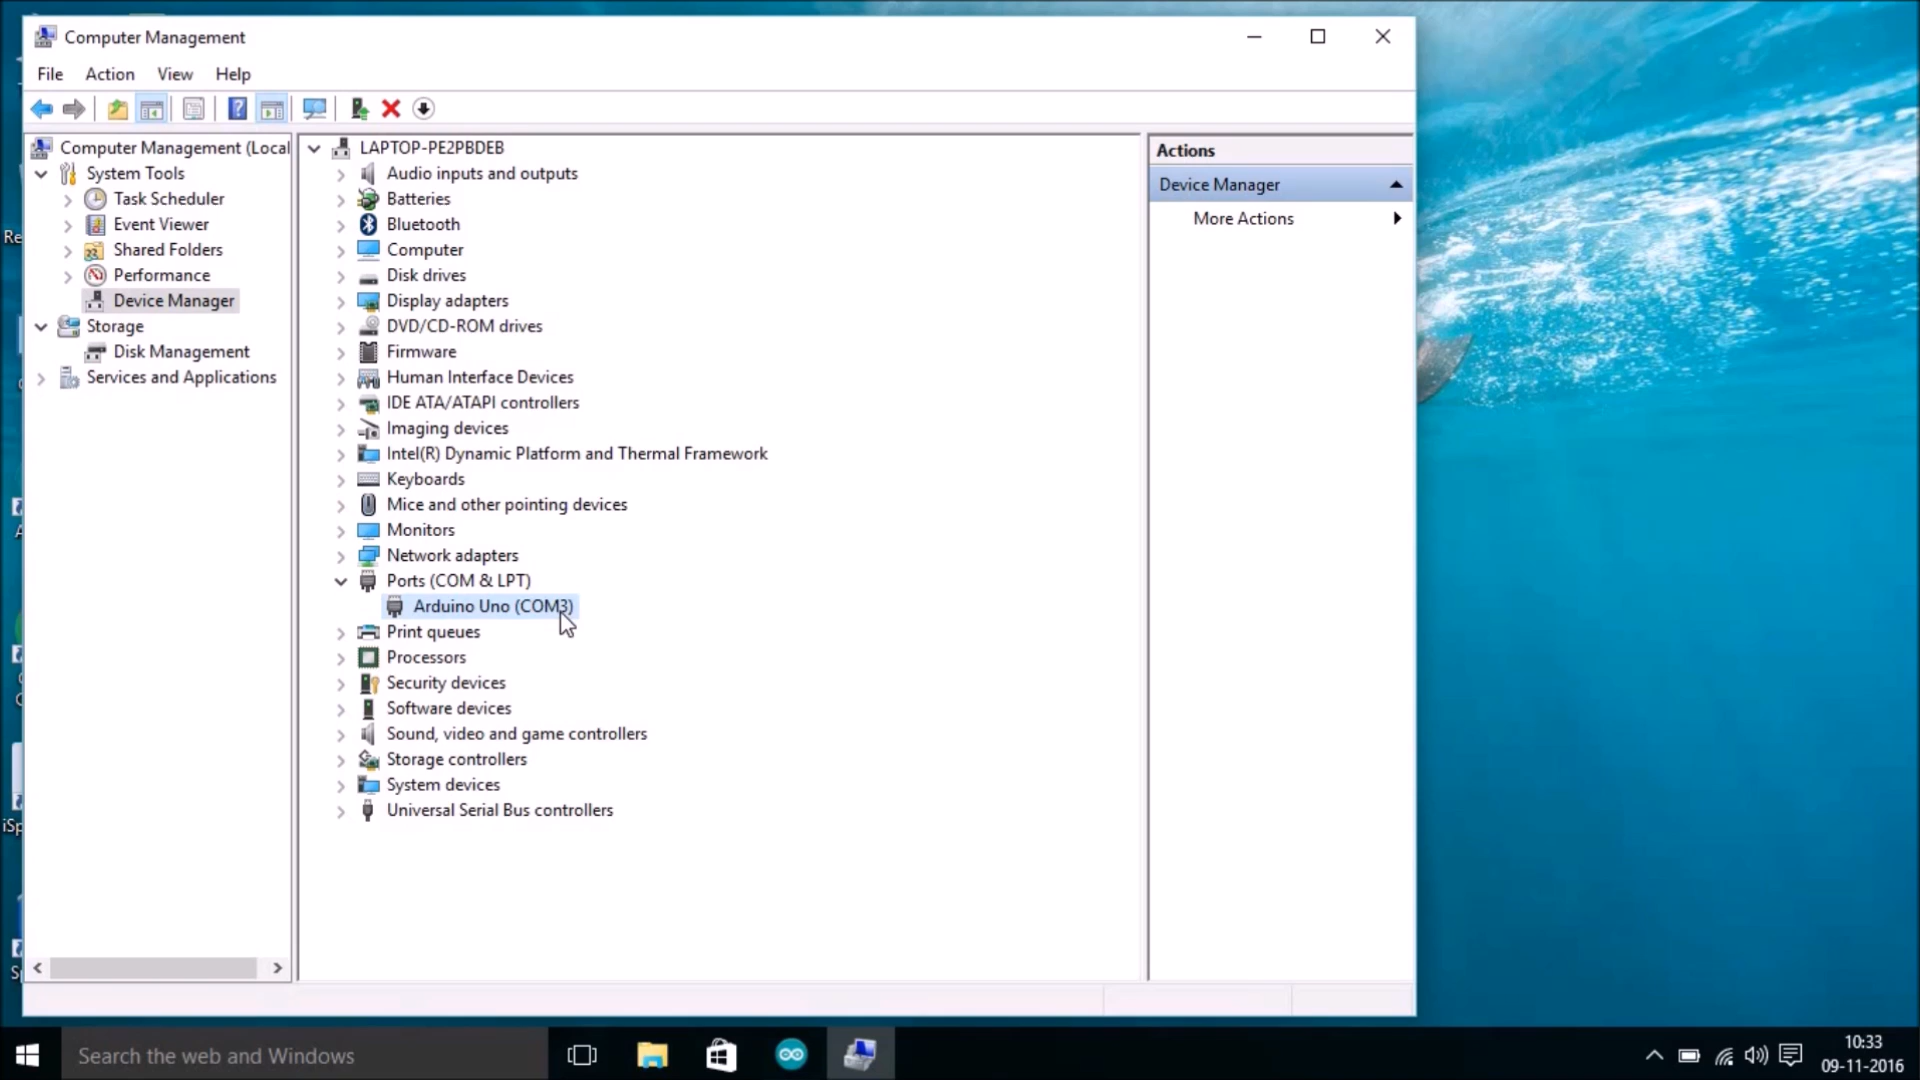 Computer Management
File Action View Help
Computer Management (Local
System Tools
Task Scheduler
Event Viewer
Shared Folders
Performance
Device Manager
Storage
Disk Management
Services and Applications
LAPTOP-PE2PBDEB
Audio inputs and outputs
Batteries
Bluetooth
Computer
Disk drives
Display adapters
DVD/CD-ROM drives
Firmware
Human Interface Devices
IDE ATA/ATAPI controllers
Imaging devices
Intel(R) Dynamic Platform and Thermal Framework
Keyboards
Mice and other pointing devices
Monitors
Network adapters
Ports (COM & LPT)
Arduino Uno (COM3)
Print queues
Processors
Security devices
Software devices
Sound, video and game controllers
Storage controllers
System devices
Universal Serial Bus controllers
Actions
Device Manager
More Actions
Re
iSp
Search the web and Windows
10:33
09-11-2016